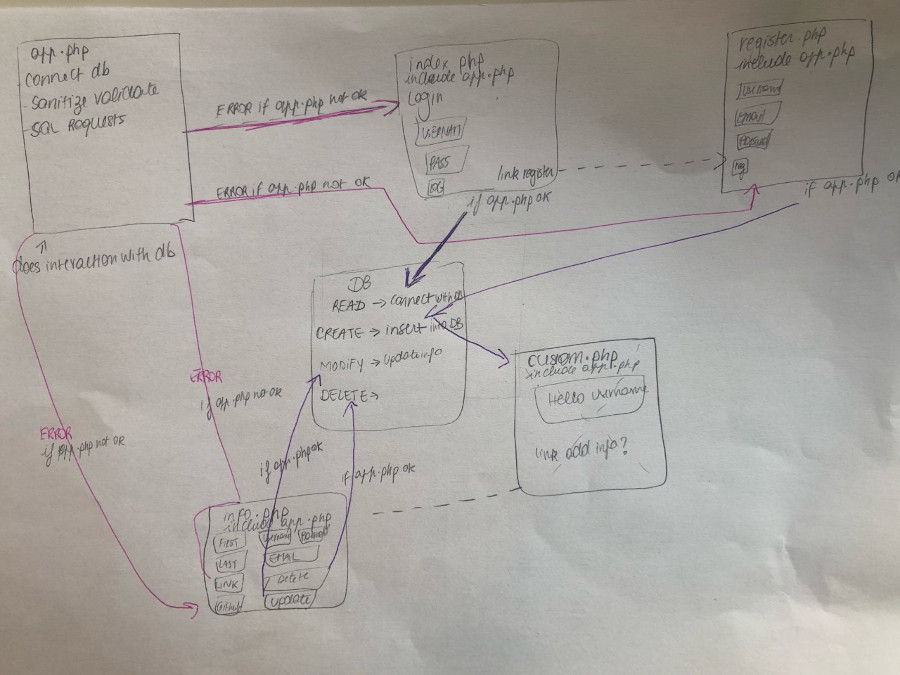 app.php
connect db
- sanitize validate
- SQL Requests
ERROR if app.php not ok
ERROR if app.php not ok
does interaction with db
index php
include app.php
Login
USERNAM
PASS
LOG
link register
if app.php ok
register php
include app.php
Username
Email
Password
Reg
if app.php ok
DB
READ → connect with DB
CREATE → insert into DB
MODIFY → update info
DELETE →
custom.php
include app.php
Hello username
link add info?
ERROR
if app.php not ok
ERROR
if app.php not ok
if app.php ok
if app.php ok
info.php
include app.php
FIRST
Password
LAST
EMAIL
LINK
Delete
Github
update